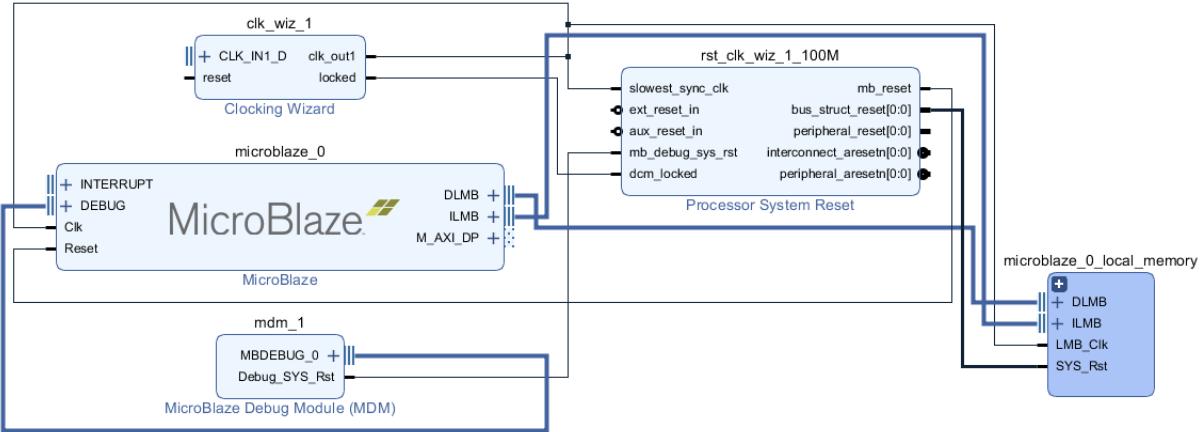 clk_wiz_1
CLK_IN1_D clk_out1
reset locked
Clocking Wizard
rst_clk_wiz_1_100M
slowest_sync_clk mb_reset
ext_reset_in bus_struct_reset[0:0]
aux_reset_in peripheral_reset[0:0]
mb_debug_sys_rst interconnect_aresetn[0:0]
dcm_locked peripheral_aresetn[0:0]
Processor System Reset
microblaze_0
INTERRUPT
DEBUG
Clk
Reset
MicroBlaze
DLMB
ILMB
M_AXI_DP
MicroBlaze
microblaze_0_local_memory
DLMB
ILMB
LMB_Clk
SYS_Rst
mdm_1
MBDEBUG_0
Debug_SYS_Rst
MicroBlaze Debug Module (MDM)